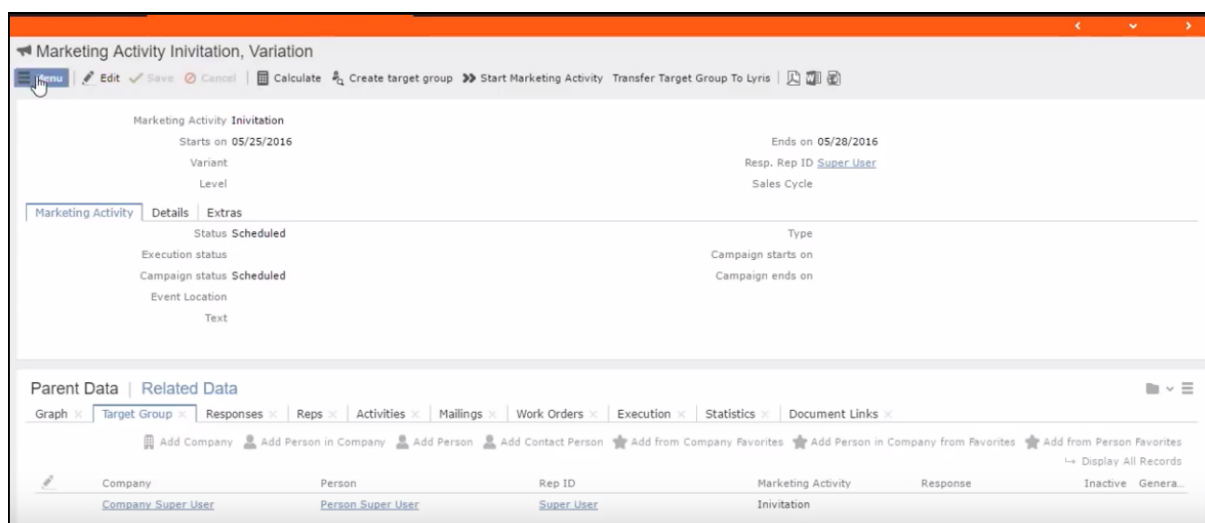 Marketing Activity Inivitation, Variation
Menu Edit Save Cancel Calculate Create target group Start Marketing Activity Transfer Target Group To Lyris
Marketing Activity Inivitation
Starts on 05/25/2016 Ends on 05/28/2016
Variant Resp. Rep ID Super User
Level Sales Cycle
Marketing Activity Details Extras
Status Scheduled Type
Execution status Campaign starts on
Campaign status Scheduled Campaign ends on
Event Location
Text
Parent Data | Related Data
Graph Target Group Responses Reps Activities Mailings Work Orders Execution Statistics Document Links
Add Company Add Person in Company Add Person Add Contact Person Add from Company Favorites Add Person in Company from Favorites Add from Person Favorites
Display All Records
Company Person Rep ID Marketing Activity Response Inactive Genera...
Company Super User Person Super User Super User Inivitation